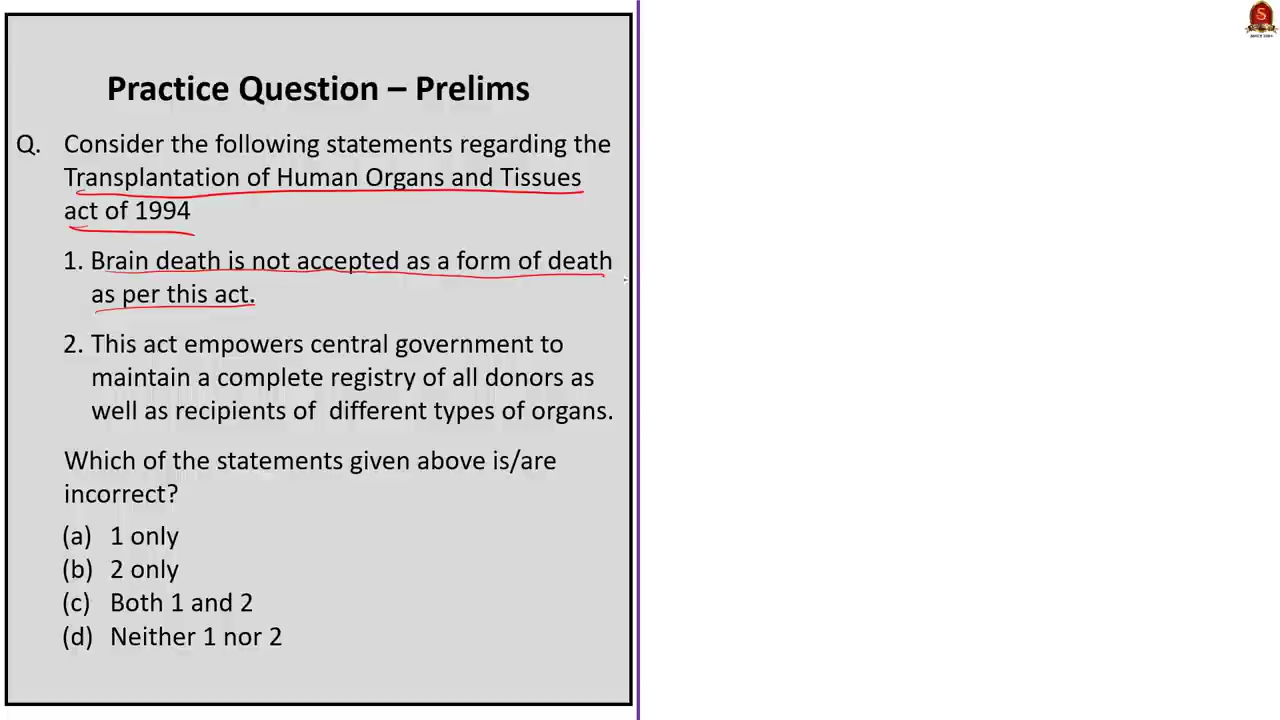 Practice Question – Prelims
Q. Consider the following statements regarding the
Transplantation of Human Organs and Tissues
act of 1994
1. Brain death is not accepted as a form of death
as per this act.
2. This act empowers central government to
maintain a complete registry of all donors as
well as recipients of different types of organs.
Which of the statements given above is/are
incorrect?
(a) 1 only
(b) 2 only
(c) Both 1 and 2
(d) Neither 1 nor 2
S